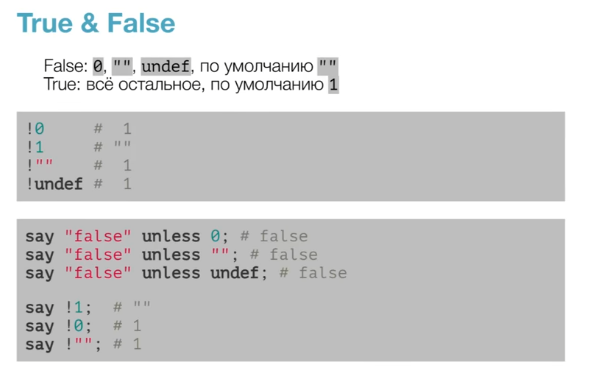 True & False
False: 0, "", undef, по умолчанию ""
True: всё остальное, по умолчанию 1
!0     #  1
!1     # ""
!""    #  1
!undef #  1
say "false" unless 0; # false
say "false" unless ""; # false
say "false" unless undef; # false
say !1;  # ""
say !0;  # 1
say !""; # 1